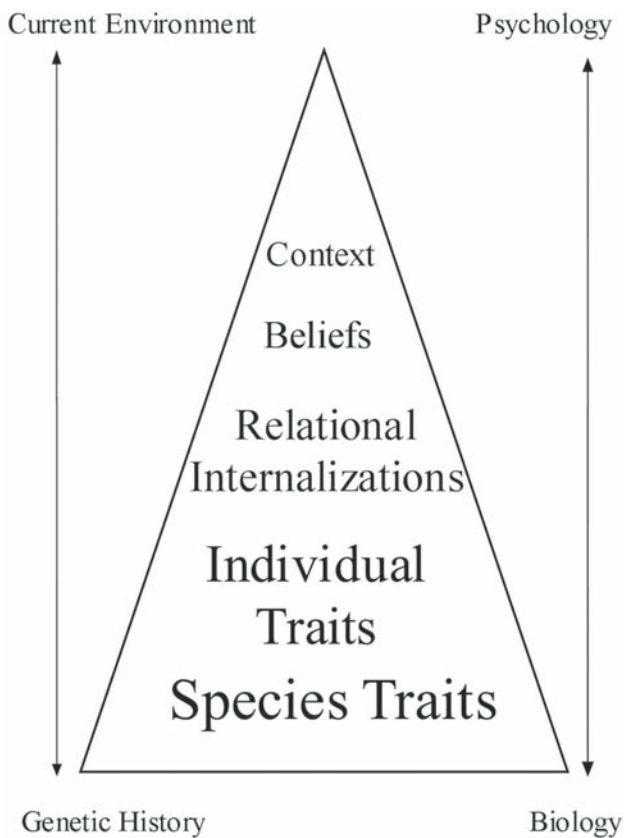 Current Environment
Psychology
Context
Beliefs
Relational
Internalizations
Individual
Traits
Species Traits
Genetic History
Biology